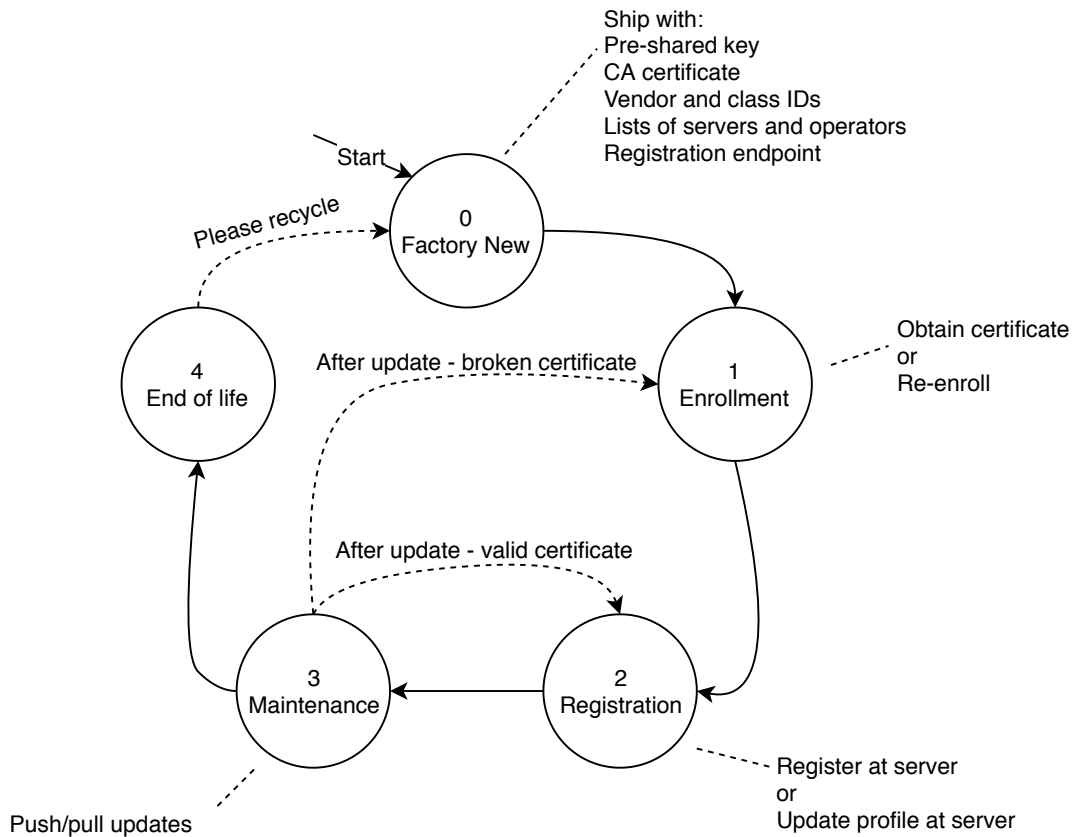 Ship with:
Pre-shared key
CA certificate
Vendor and class IDs
Lists of servers and operators
Registration endpoint
Start
Please recycle
0
Factory New
After update - broken certificate
4
End of life
1
Enrollment
Obtain certificate
or
Re-enroll
After update - valid certificate
3
Maintenance
2
Registration
Push/pull updates
Register at server
or
Update profile at server